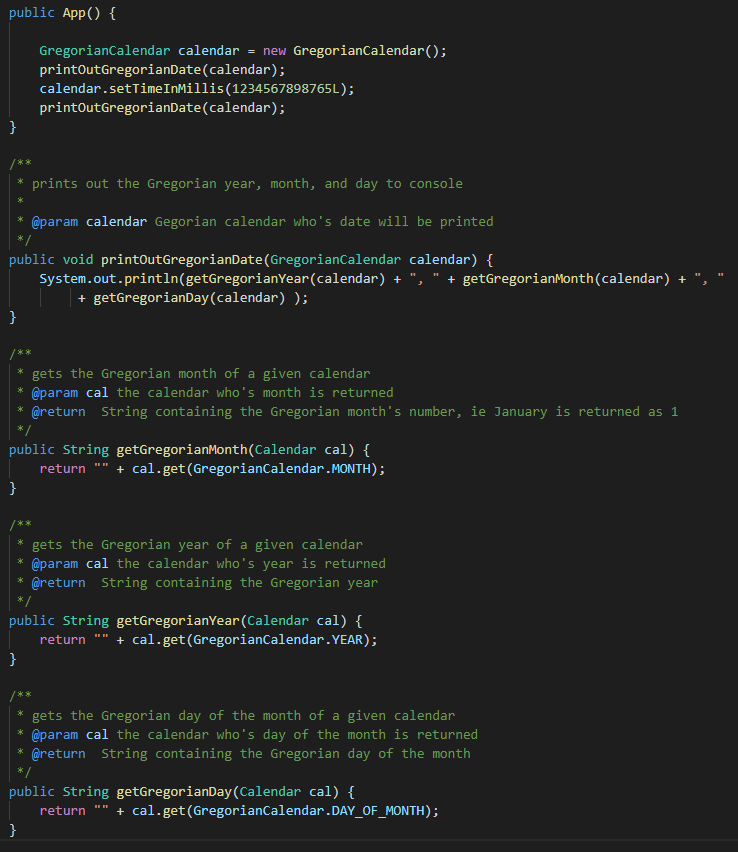 public App() {
GregorianCalendar calendar = new GregorianCalendar();
printOutGregorianDate(calendar);
calendar.setTimeInMillis(1234567898765L);
printOutGregorianDate(calendar);
}
/**
* prints out the Gregorian year, month, and day to console
*
* @param calendar Gegorian calendar who's date will be printed
*/
public void printOutGregorianDate(GregorianCalendar calendar) {
System.out.println(getGregorianYear(calendar) + ", " + getGregorianMonth(calendar) + ", "
+ getGregorianDay(calendar) );
}
/**
* gets the Gregorian month of a given calendar
* @param cal the calendar who's month is returned
* @return  String containing the Gregorian month's number, ie January is returned as 1
*/
public String getGregorianMonth(Calendar cal) {
return "" + cal.get(GregorianCalendar.MONTH);
}
/**
* gets the Gregorian year of a given calendar
* @param cal the calendar who's year is returned
* @return  String containing the Gregorian year
*/
public String getGregorianYear(Calendar cal) {
return "" + cal.get(GregorianCalendar.YEAR);
}
/**
* gets the Gregorian day of the month of a given calendar
* @param cal the calendar who's day of the month is returned
* @return  String containing the Gregorian day of the month
*/
public String getGregorianDay(Calendar cal) {
return "" + cal.get(GregorianCalendar.DAY_OF_MONTH);
}